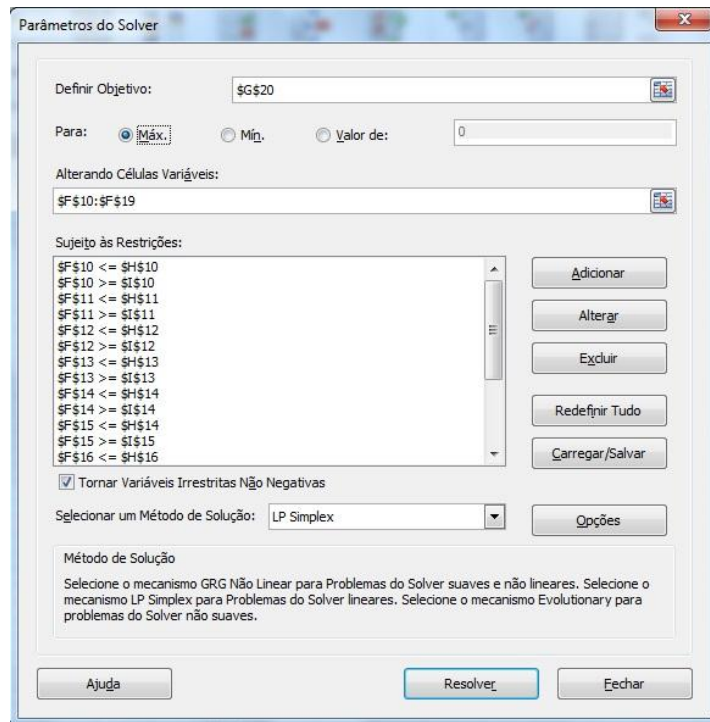 Parâmetros do Solver
Definir Objetivo: $G$20
Para: Máx. Mín. Valor de: 0
Alterando Células Variáveis:
$F$10:$F$19
Sujeito às Restrições:
$F$10 <= $H$10
$F$10 >= $I$10
$F$11 <= $H$11
$F$11 >= $I$11
$F$12 <= $H$12
$F$12 >= $I$12
$F$13 <= $H$13
$F$13 >= $I$13
$F$14 <= $H$14
$F$14 >= $I$14
$F$15 <= $H$14
$F$15 >= $I$15
$F$16 <= $H$16
Adicionar
Alterar
Excluir
Redefinir Tudo
Carregar/Salvar
Tornar Variáveis Irrestritas Não Negativas
Selecionar um Método de Solução: LP Simplex
Opções
Método de Solução
Selecione o mecanismo GRG Não Linear para Problemas do Solver suaves e não lineares. Selecione o
mecanismo LP Simplex para Problemas do Solver lineares. Selecione o mecanismo Evolutionary para
problemas do Solver não suaves.
Ajuda Resolver Fechar